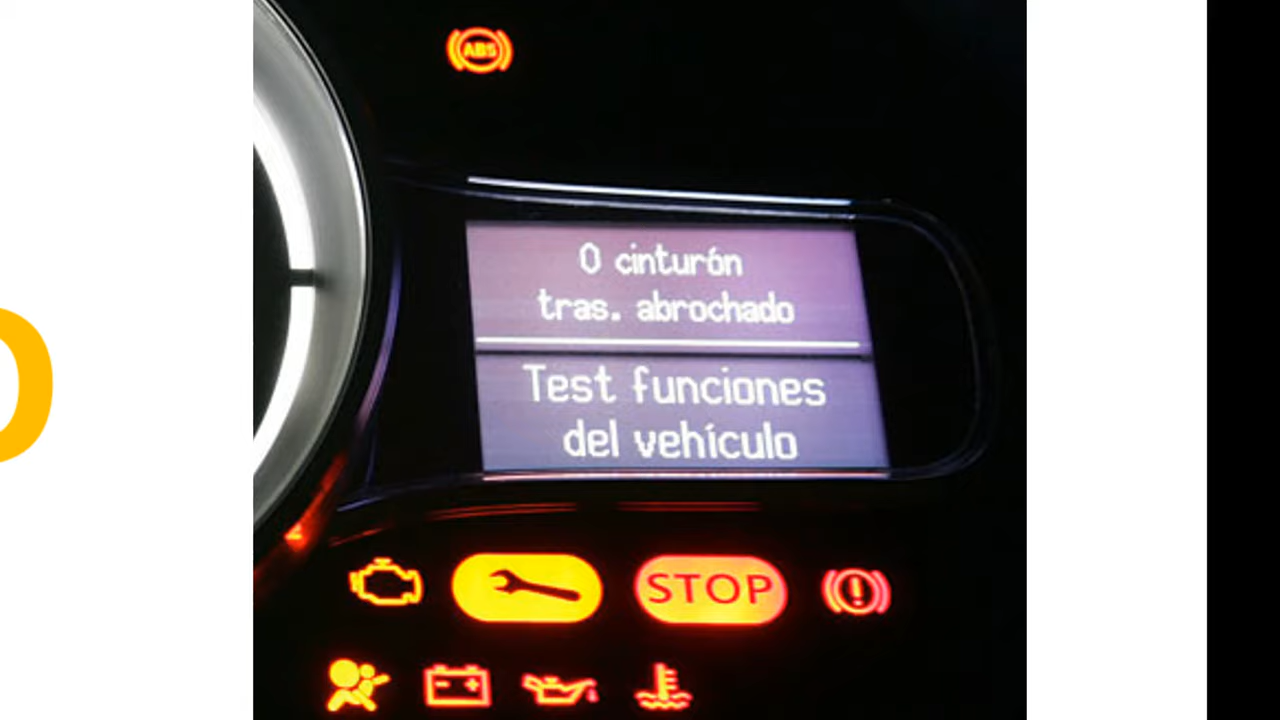 ABS
0 cinturón
tras. abrochado
Test funciones
del vehículo
STOP